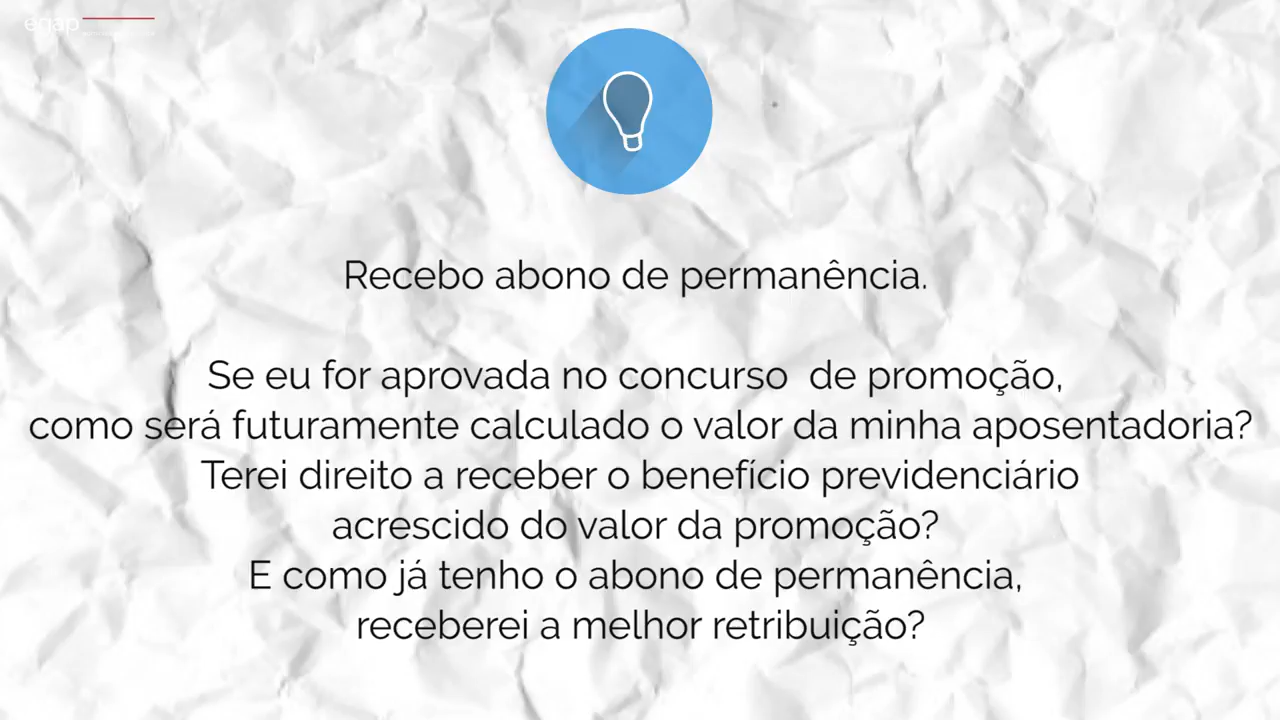 egap
Recebo abono de permanência.
Se eu for aprovada no concurso de promoção,
como será futuramente calculado o valor da minha aposentadoria?
Terei direito a receber o benefício previdenciário
acrescido do valor da promoção?
E como já tenho o abono de permanência,
receberei a melhor retribuição?